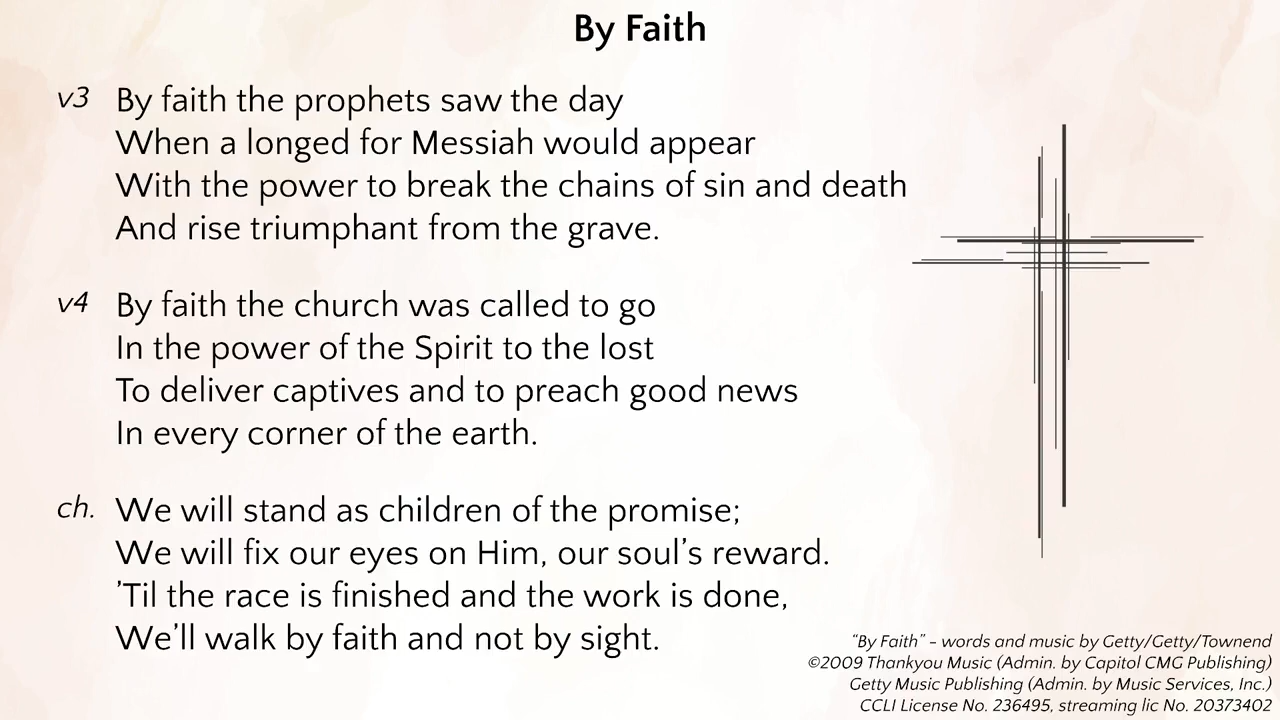 By Faith
v3 By faith the prophets saw the day
When a longed for Messiah would appear
With the power to break the chains of sin and death
And rise triumphant from the grave.
v4 By faith the church was called to go
In the power of the Spirit to the lost
To deliver captives and to preach good news
In every corner of the earth.
ch. We will stand as children of the promise;
We will fix our eyes on Him, our soul’s reward.
’Til the race is finished and the work is done,
We’ll walk by faith and not by sight.
“By Faith” - words and music by Getty/Getty/Townend
©2009 Thankyou Music (Admin. by Capitol CMG Publishing)
Getty Music Publishing (Admin. by Music Services, Inc.)
CCLI License No. 236495, streaming lic No. 20373402